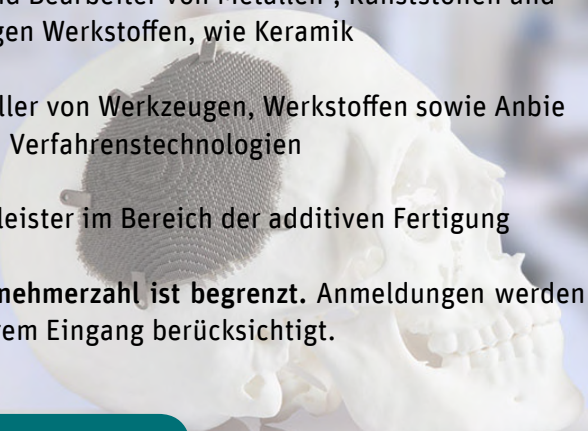 Bearbeiter von Metallen , Kunststoffen und
gen Werkstoffen, wie Keramik
ller von Werkzeugen, Werkstoffen sowie Anbie
Verfahrenstechnologien
leister im Bereich der additiven Fertigung
nehmerzahl ist begrenzt. Anmeldungen werden
rem Eingang berücksichtigt.